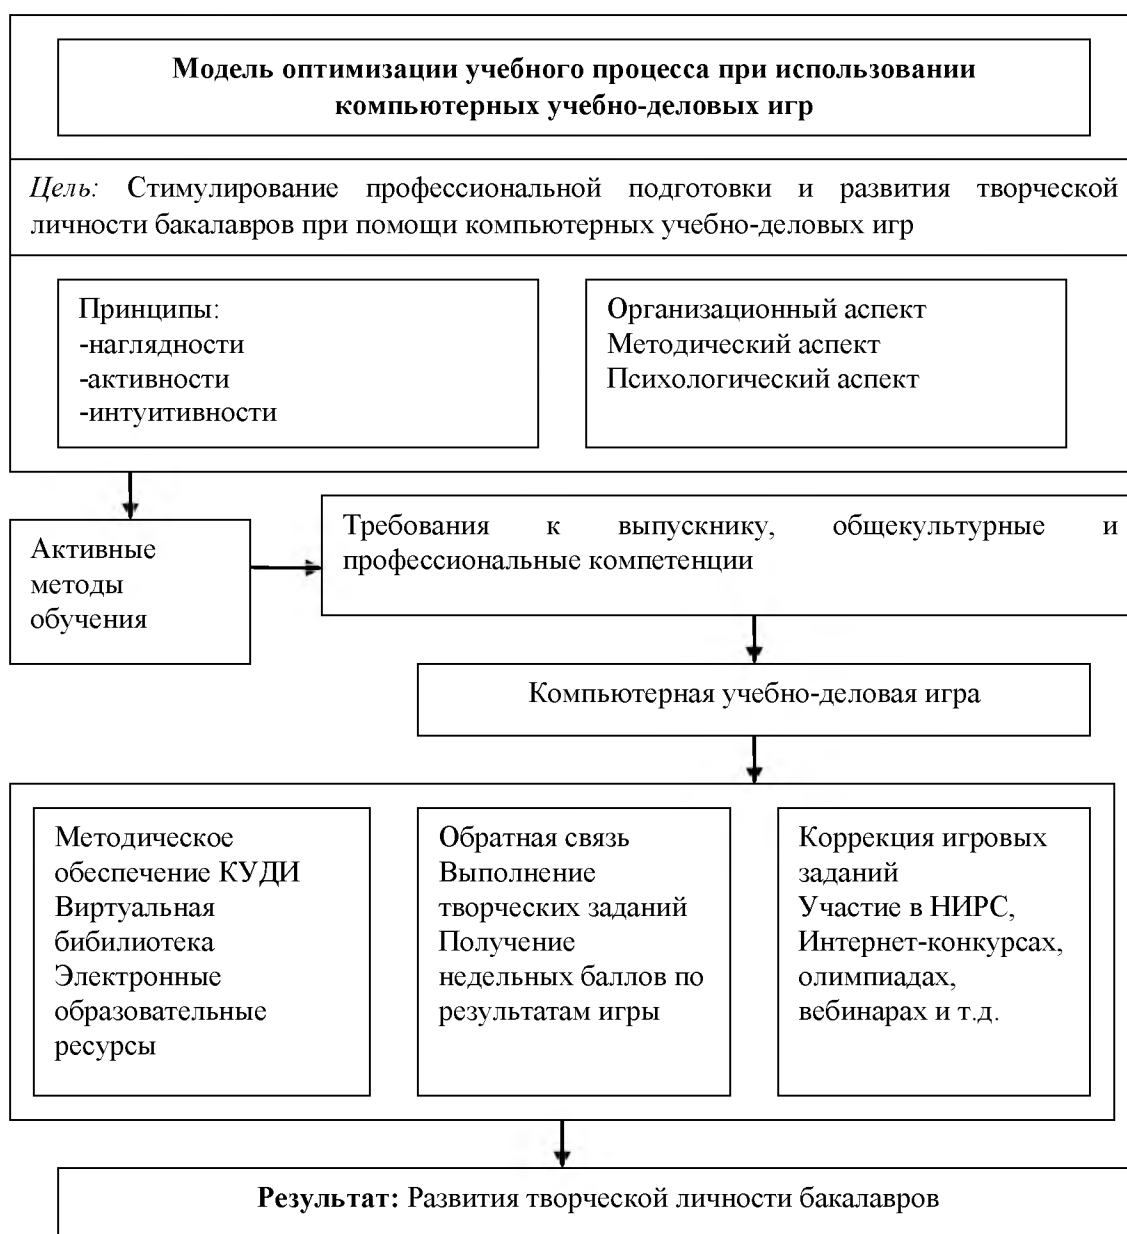 Модель оптимизации учебного процесса при использовании
компьютерных учебно-деловых игр
Цель: Стимулирование профессиональной подготовки и развития творческой
личности бакалавров при помощи компьютерных учебно-деловых игр
Принципы:
-наглядности
-активности
-интуитивности
Организационный аспект
Методический аспект
Психологический аспект
Активные
методы
обучения
Требования к выпускнику, общекультурные и
профессиональные компетенции
Компьютерная учебно-деловая игра
Методическое
обеспечение КУДИ
Виртуальная
бибилиотека
Электронные
образовательные
ресурсы
Обратная связь
Выполнение
творческих заданий
Получение
недельных баллов по
результатам игры
Коррекция игровых
заданий
Участие в НИРС,
Интернет-конкурсах,
олимпиадах,
вебинарах и т.д.
Результат: Развития творческой личности бакалавров